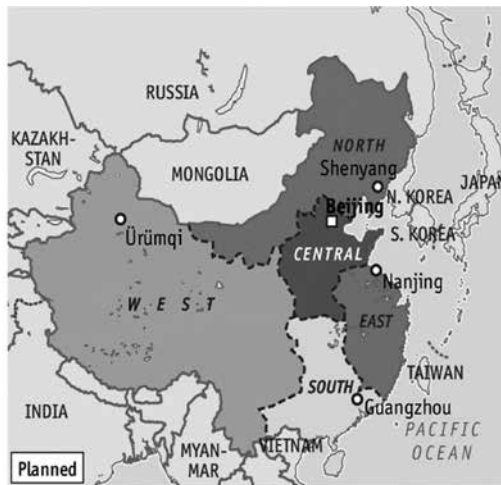 RUSSIA
KAZAKH-
STAN
MONGOLIA
NORTH
Shenyang
Beijing
N. KOREA
JAPAN
S. KOREA
Ürümqi
CENTRAL
Nanjing
WEST
EAST
TAIWAN
SOUTH
Guangzhou
INDIA
MYAN-
MAR
VIETNAM
PACIFIC
OCEAN
Planned